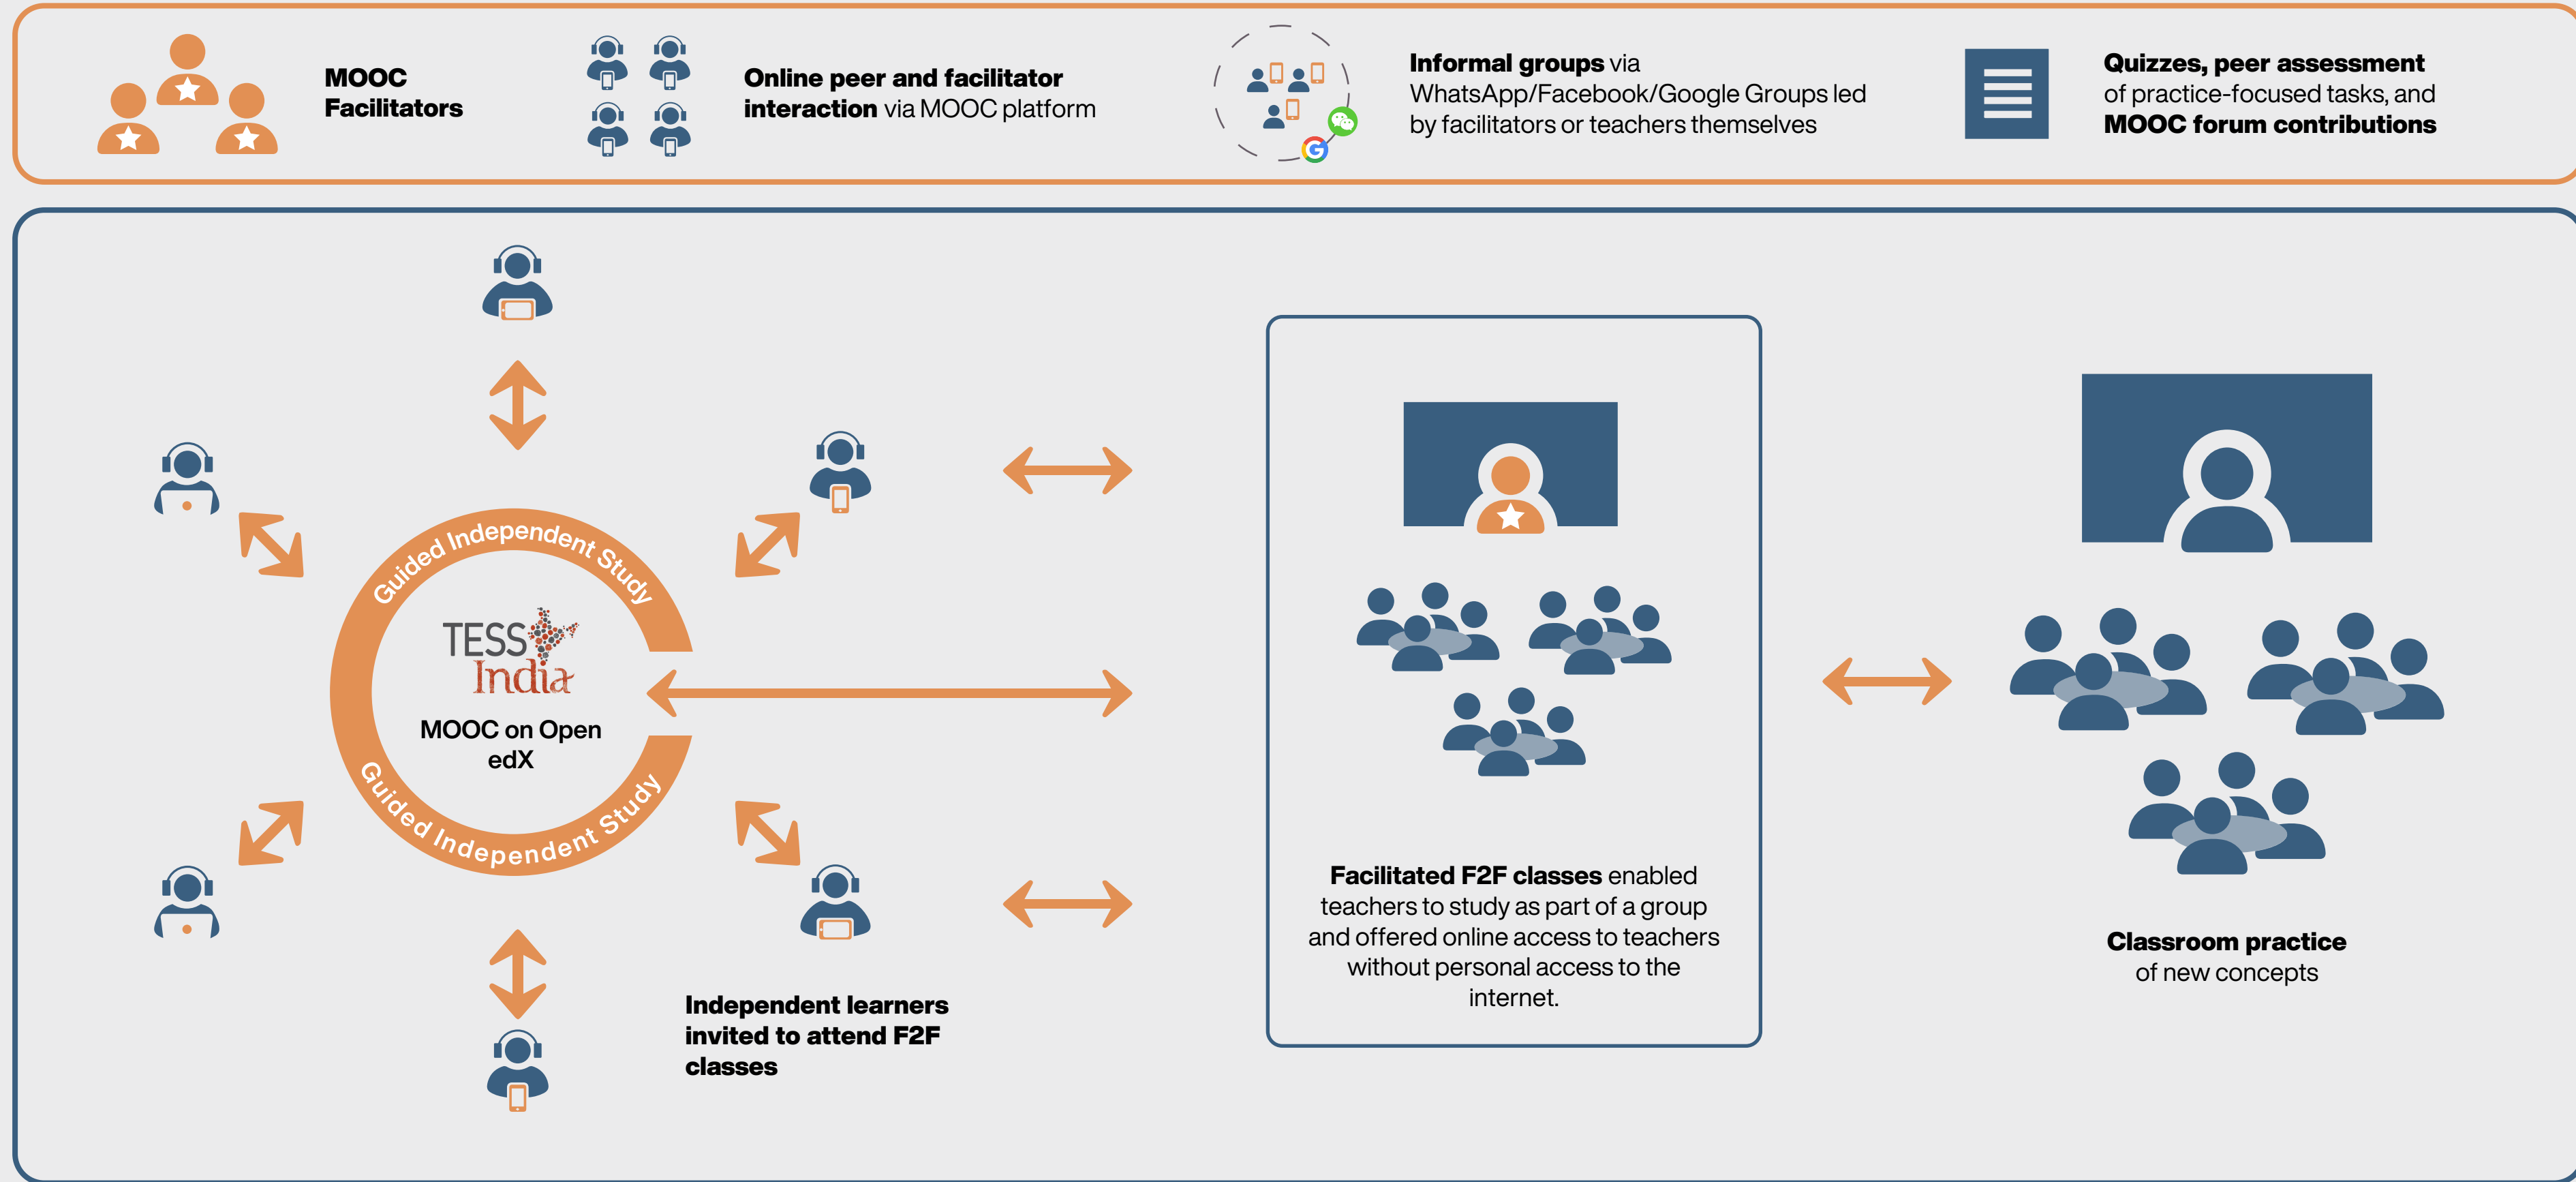 MOOC
Facilitators
Online peer and facilitator
interaction via MOOC platform
Informal groups via
WhatsApp/Facebook/Google Groups led
by facilitators or teachers themselves
Quizzes, peer assessment
of practice-focused tasks, and
MOOC forum contributions
G
Guided Independent Study
TESS
India
MOOC on Open
edX
Guided Independent Study
Independent learners
invited to attend F2F
classes
Facilitated F2F classes enabled
teachers to study as part of a group
and offered online access to teachers
without personal access to the
internet.
Classroom practice
of new concepts